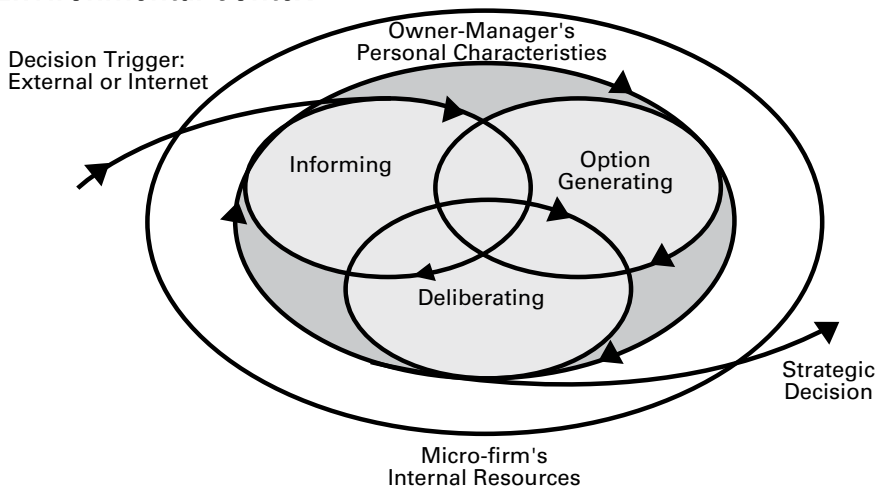 Owner-Manager's
Personal Characteristies
Decision Trigger:
External or Internet
Informing
Option
Generating
Deliberating
Strategic
Decision
Micro-firm's
Internal Resources